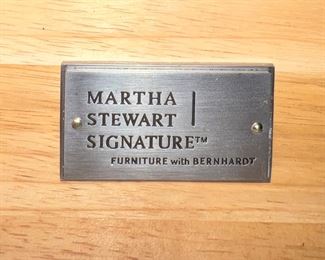 MARTHA
STEWART
SIGNATURE™
FURNITURE with BERNHARDT